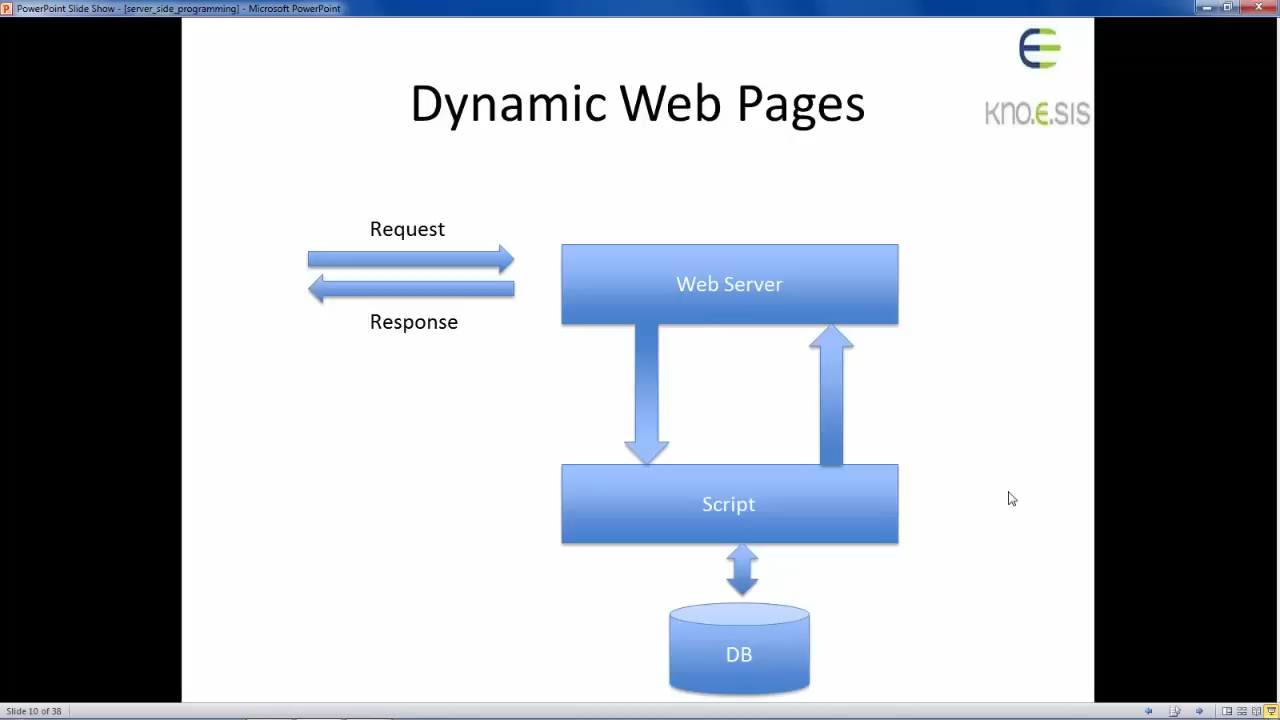 PowerPoint Slide Show - [server_side_programming] - Microsoft PowerPoint
Dynamic Web Pages
KNO.E.SIS
Request
Response
Web Server
Script
DB
Slide 10 of 38